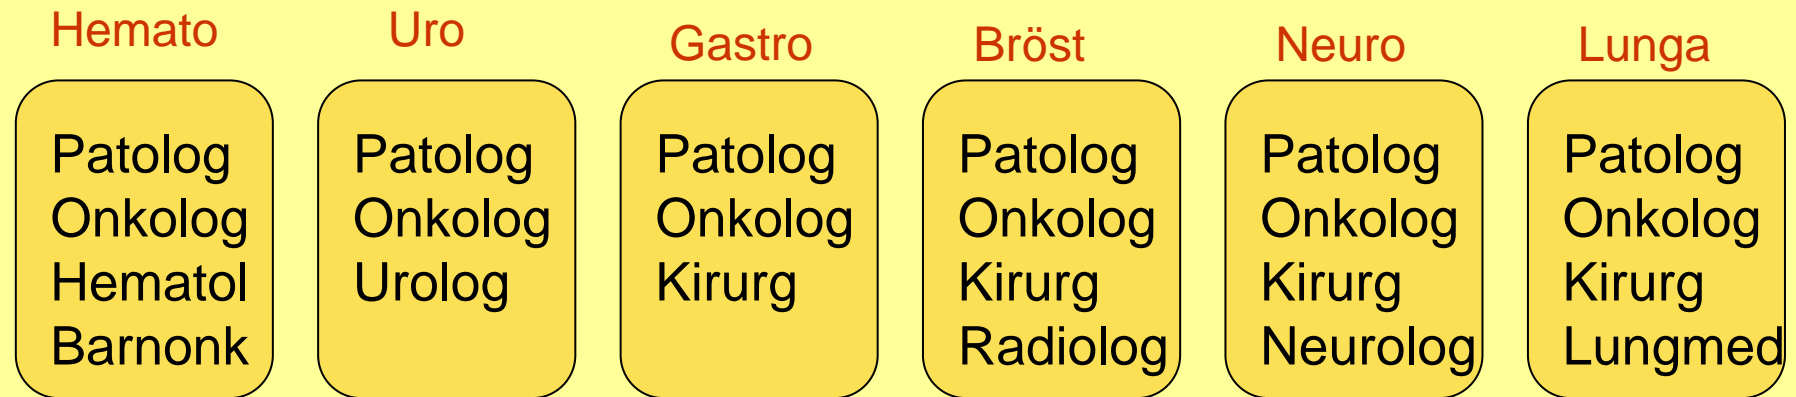 Hemato
Patolog
Onkolog
Hematol
Barnonk
Uro
Patolog
Onkolog
Urolog
Gastro
Patolog
Onkolog
Kirurg
Bröst
Patolog
Onkolog
Kirurg
Radiolog
Neuro
Patolog
Onkolog
Kirurg
Neurolog
Lunga
Patolog
Onkolog
Kirurg
Lungmed